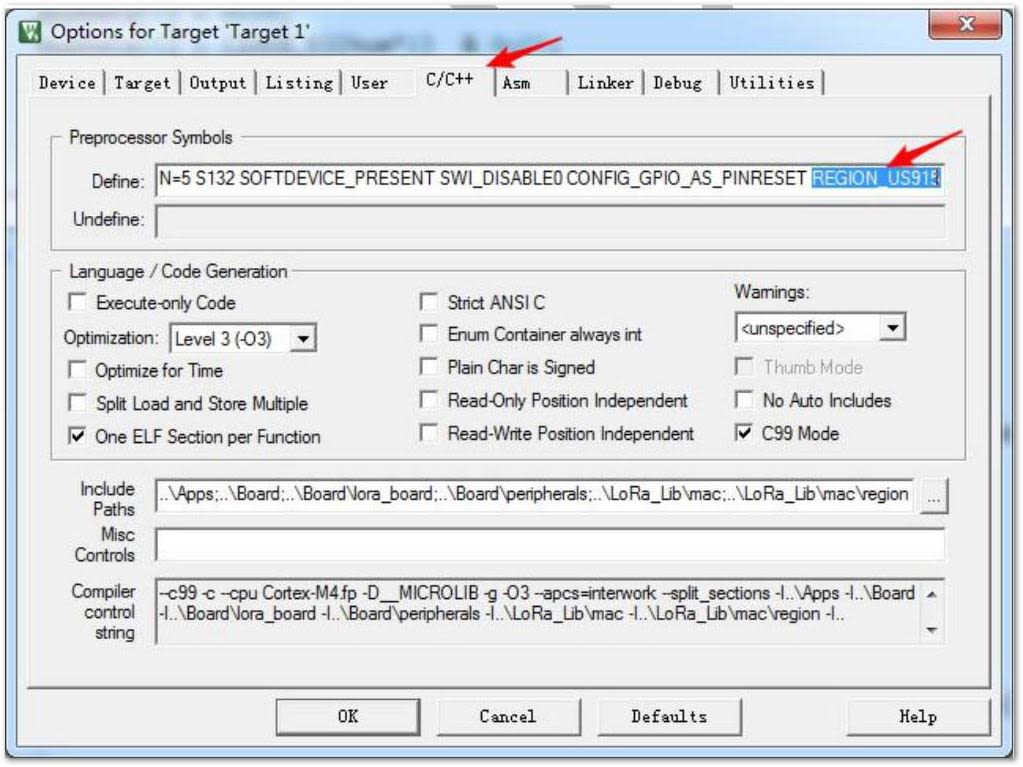 Options for Target 'Target 1'
Device Target Output Listing User C/C++ Asm Linker Debug Utilities
Preprocessor Symbols
Define: N=5 S132 SOFTDEVICE_PRESENT SWI_DISABLE0 CONFIG_GPIO_AS_PINRESET REGION_US915
Undefine:
Language / Code Generation
Execute-only Code
Strict ANSI C
Warnings:
Optimization: Level 3 (-O3)
Enum Container always int
<unspecified>
Optimize for Time
Plain Char is Signed
Thumb Mode
Split Load and Store Multiple
Read-Only Position Independent
No Auto Includes
One ELF Section per Function
Read-Write Position Independent
C99 Mode
Include
Paths
..\Apps;..\Board;..\Board\lora_board;..\Board\peripherals;..\LoRa_Lib\mac;..\LoRa_Lib\mac\region
...
Misc
Controls
Compiler
control
string
--c99 -c --cpu Cortex-M4.fp -D__MICROLIB -g -O3 --apcs=interwork --split_sections -I..\Apps -I..\Board
-I..\Board\lora_board -I..\Board\peripherals -I..\LoRa_Lib\mac -I..\LoRa_Lib\mac\region -I..
OK Cancel Defaults Help